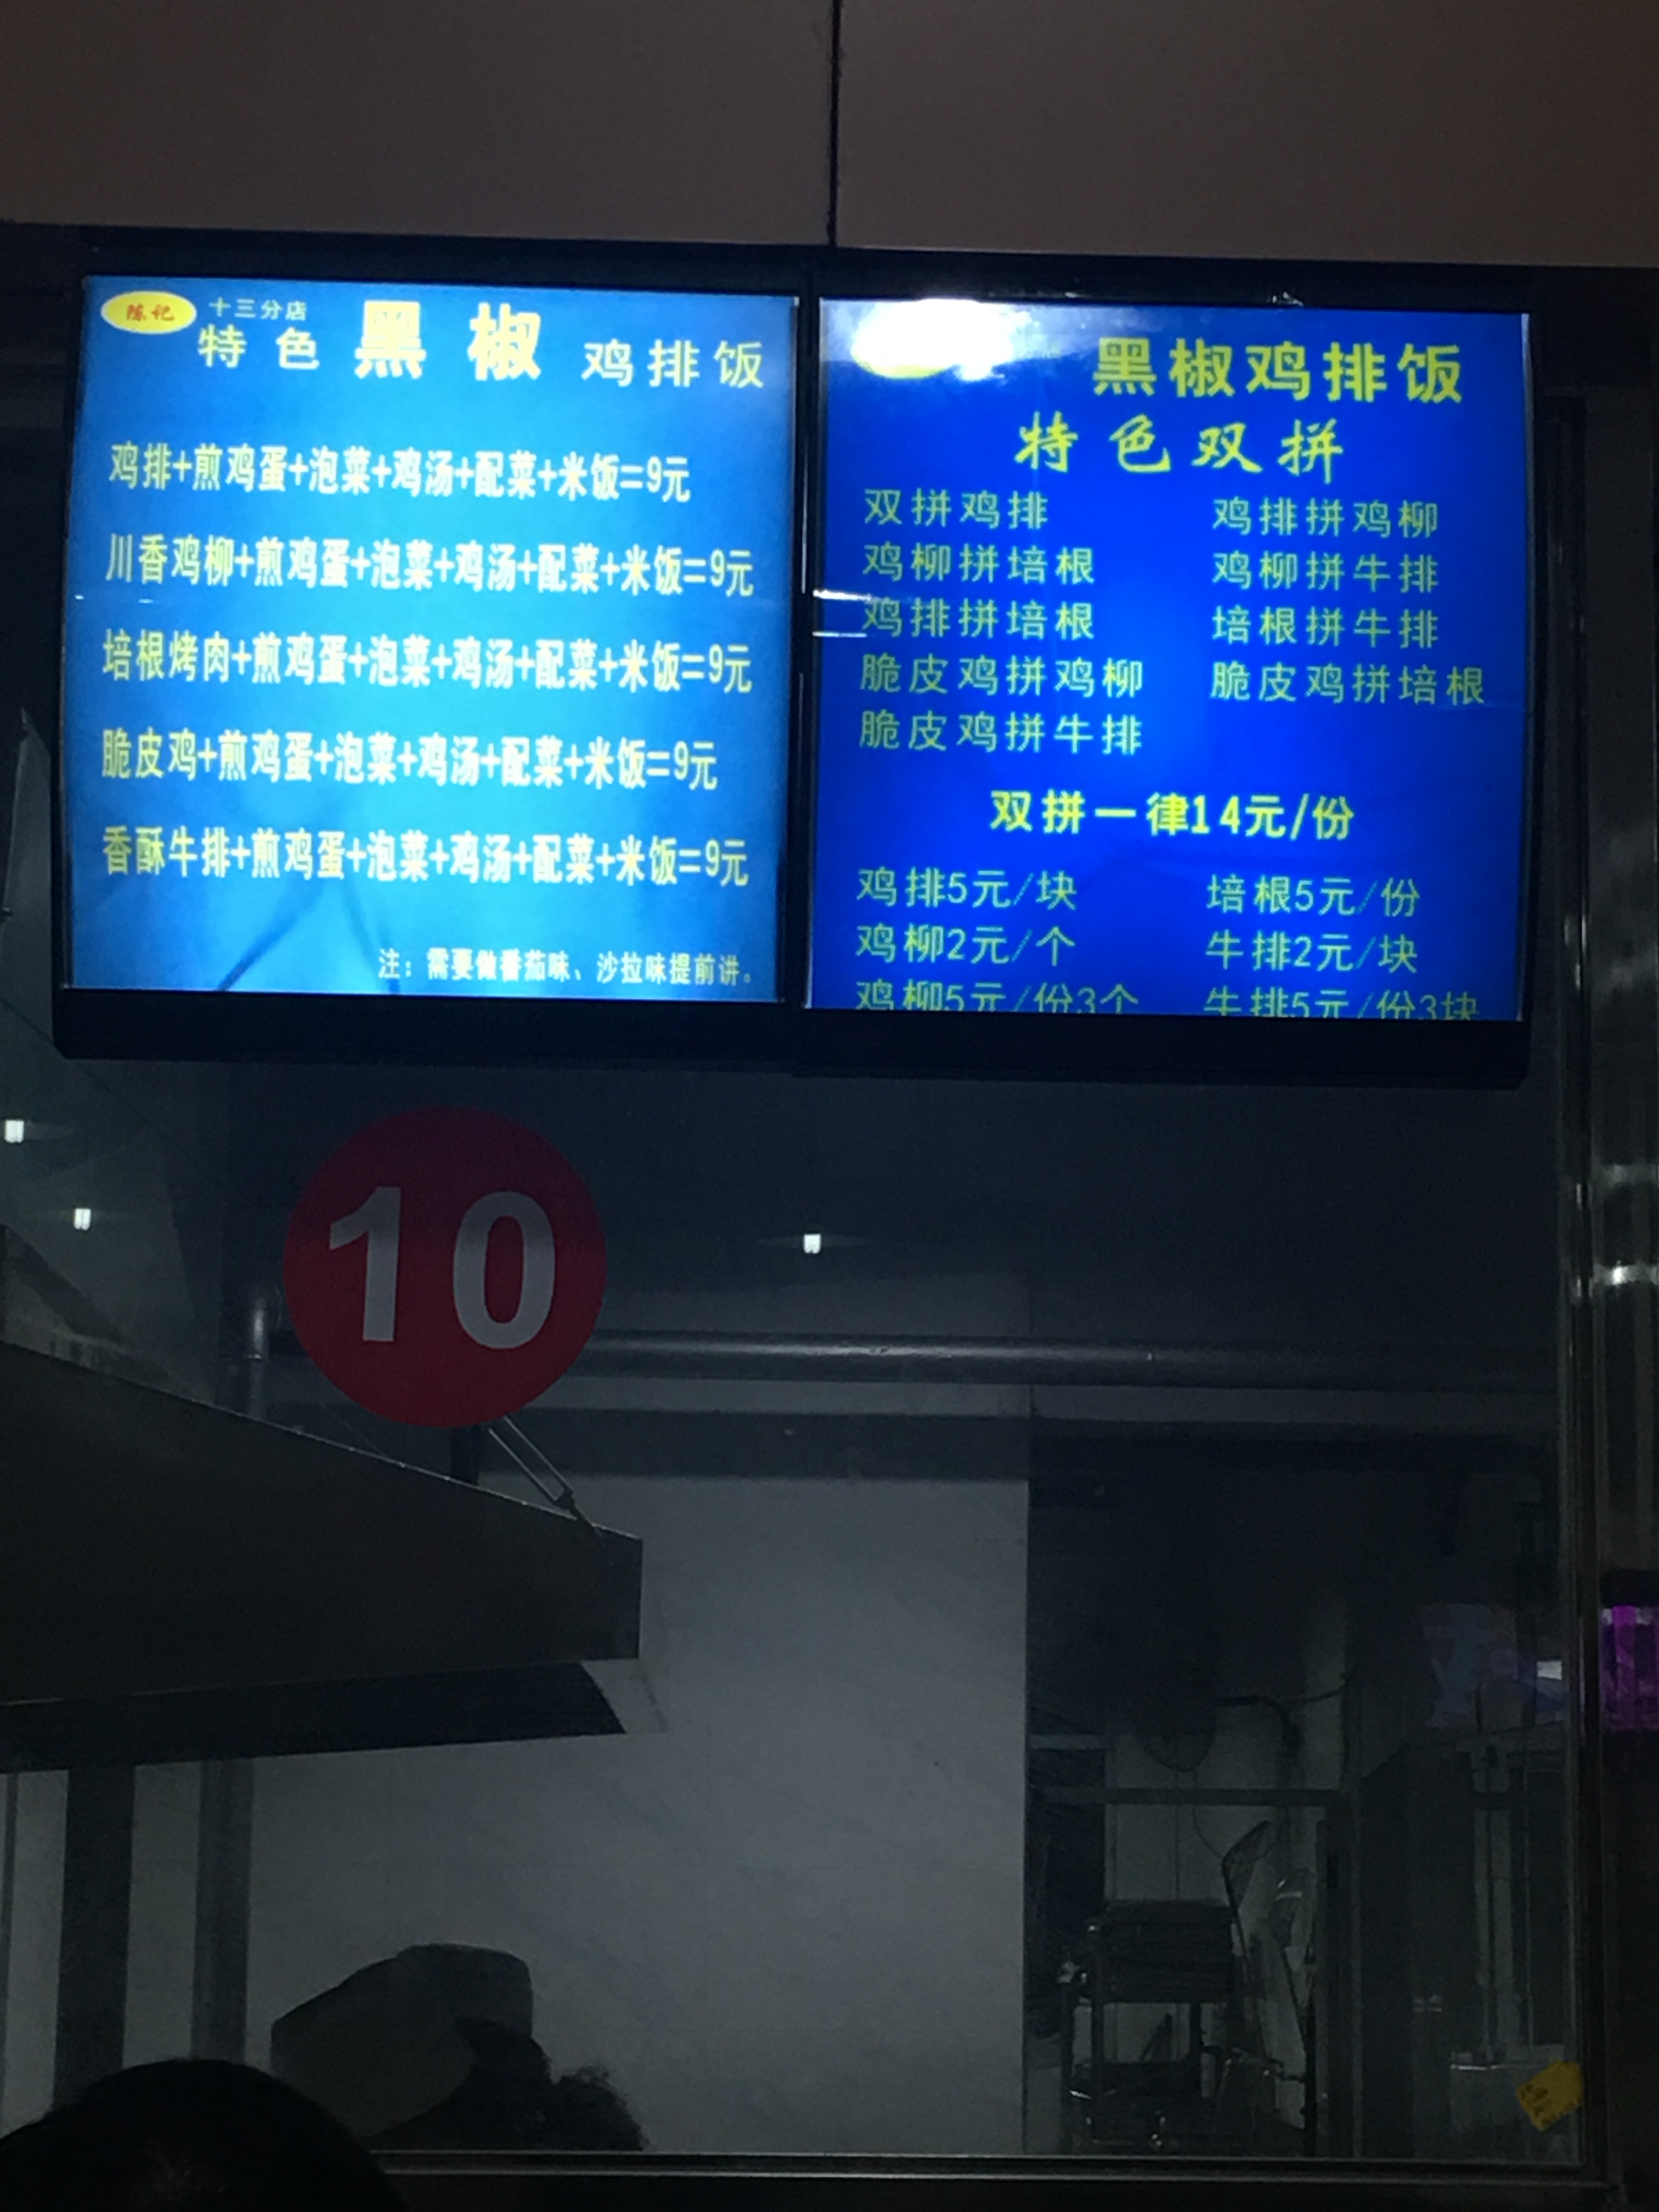 陈记
十三分店
特色 黑椒 鸡排饭
鸡排+煎鸡蛋+泡菜+鸡汤+配菜+米饭=9元
川香鸡柳+煎鸡蛋+泡菜+鸡汤+配菜+米饭=9元
培根烤肉+煎鸡蛋+泡菜+鸡汤+配菜+米饭=9元
脆皮鸡+煎鸡蛋+泡菜+鸡汤+配菜+米饭=9元
香酥牛排+煎鸡蛋+泡菜+鸡汤+配菜+米饭=9元
注：需要做番茄味、沙拉味提前讲。
黑椒鸡排饭
特色双拼
双拼鸡排 鸡排拼鸡柳
鸡柳拼培根 鸡柳拼牛排
鸡排拼培根 培根拼牛排
脆皮鸡拼鸡柳 脆皮鸡拼培根
脆皮鸡拼牛排
双拼一律14元/份
鸡排5元/块 培根5元/份
鸡柳2元/个 牛排2元/块
鸡柳5元/份3个 牛排5元/份3块
10